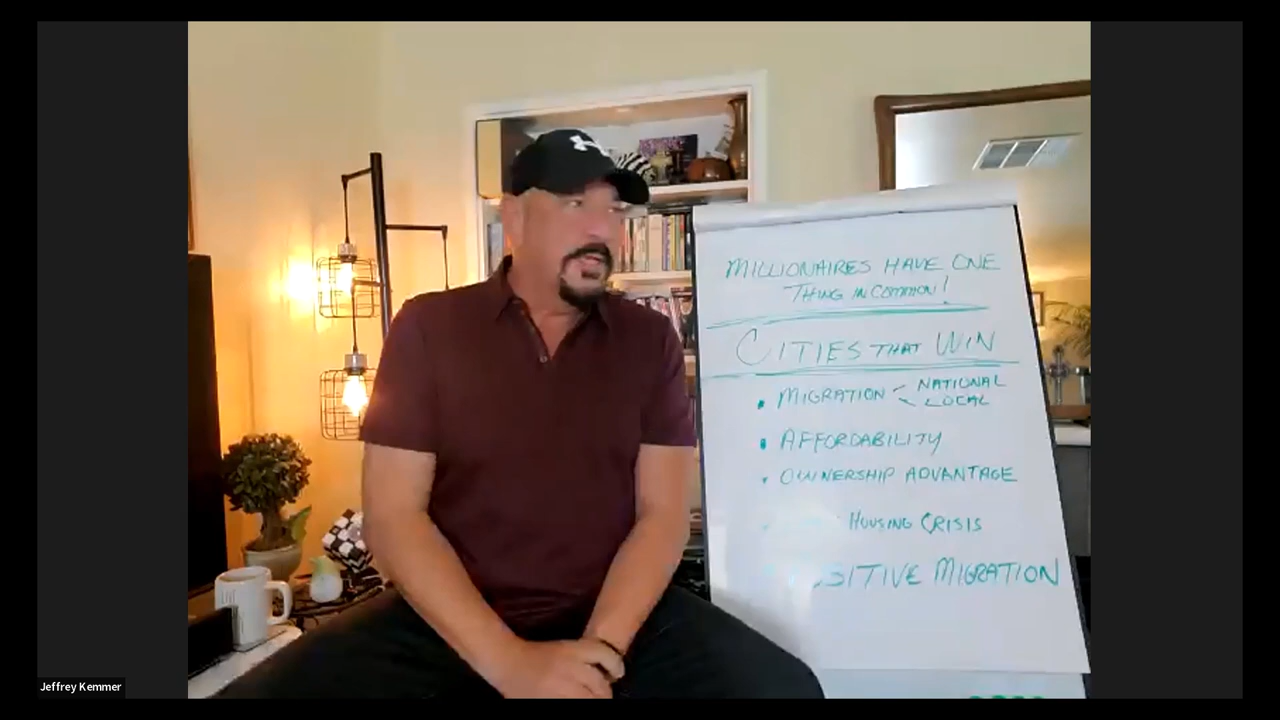 MILLIONAIRES HAVE ONE
THING IN COMMON!
CITIES THAT WIN
• MIGRATION - NATIONAL
- LOCAL
• AFFORDABILITY
• OWNERSHIP ADVANTAGE
• HOUSING CRISIS
MIGRATION
Jeffrey Kemmer